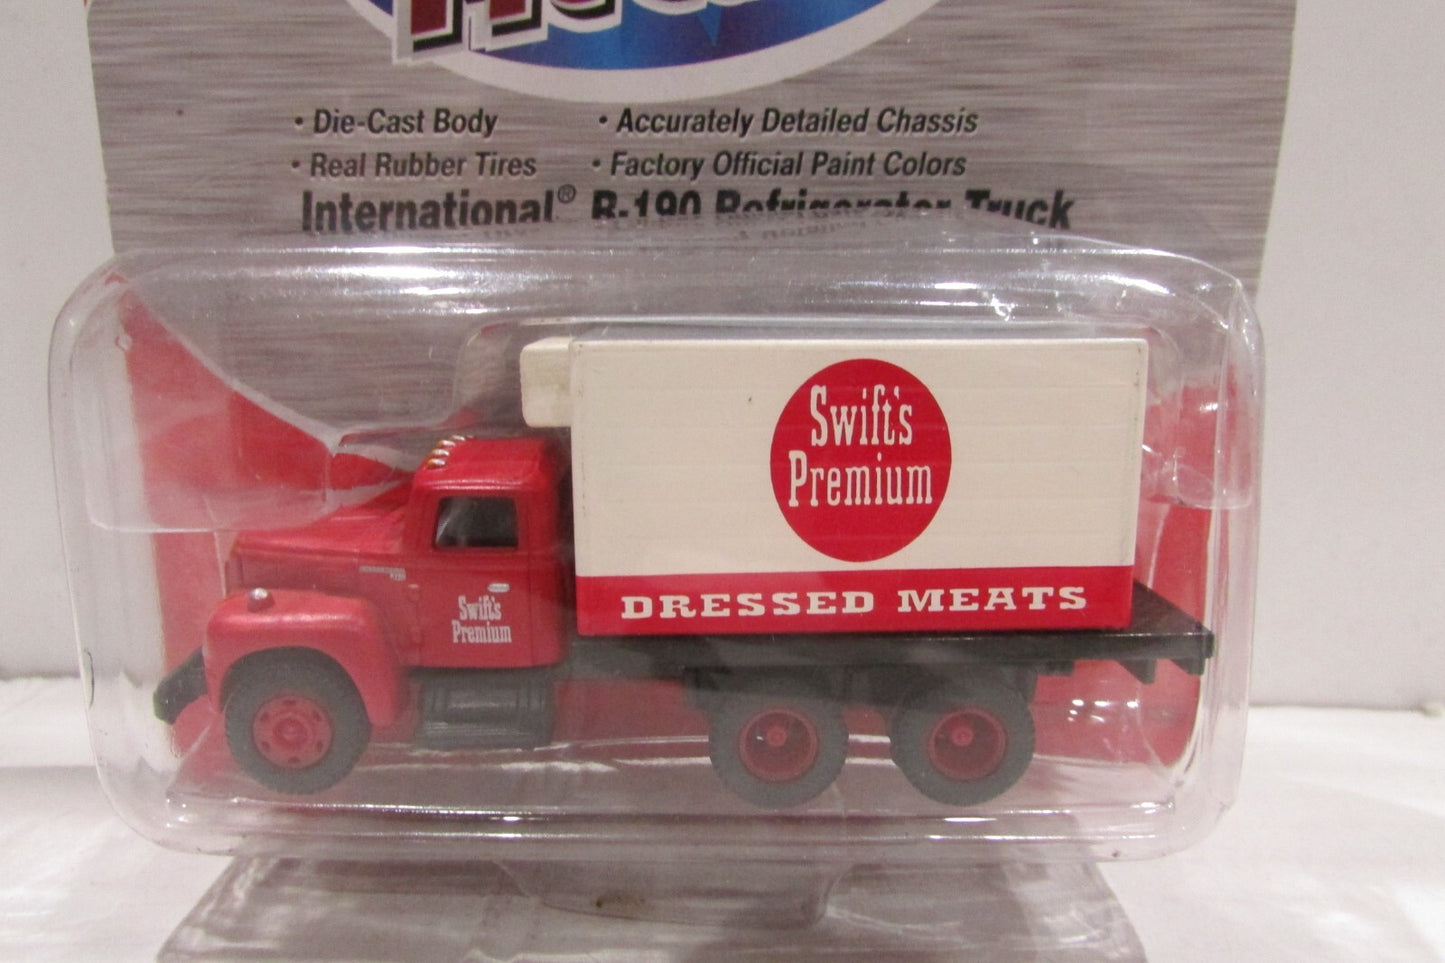 • Die-Cast Body
• Accurately Detailed Chassis
• Real Rubber Tires
• Factory Official Paint Colors
International® R-190 Refrigerator Truck
Swift's
Premium
DRESSED MEATS
Swift's
Premium